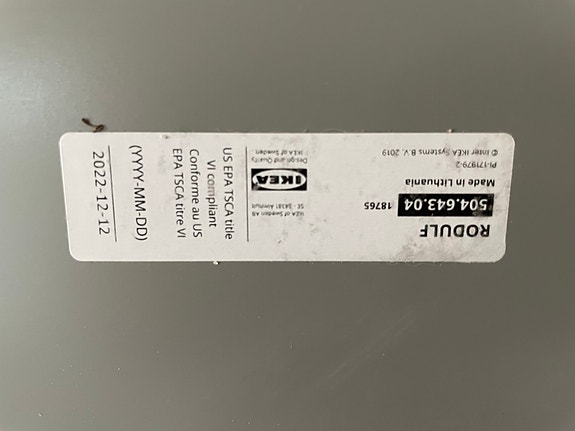 RODULF
504.643.04 18765
Made in Lithuania
PI-171979-2
© Inter IKEA Systems B.V. 2019
IKEA of Sweden AB
SE - 34381 Älmhult
IKEA
Design and Quality
IKEA of Sweden
US EPA TSCA title
VI compliant
Conforme au US
EPA TSCA titre VI
(YYYY-MM-DD)
2022-12-12